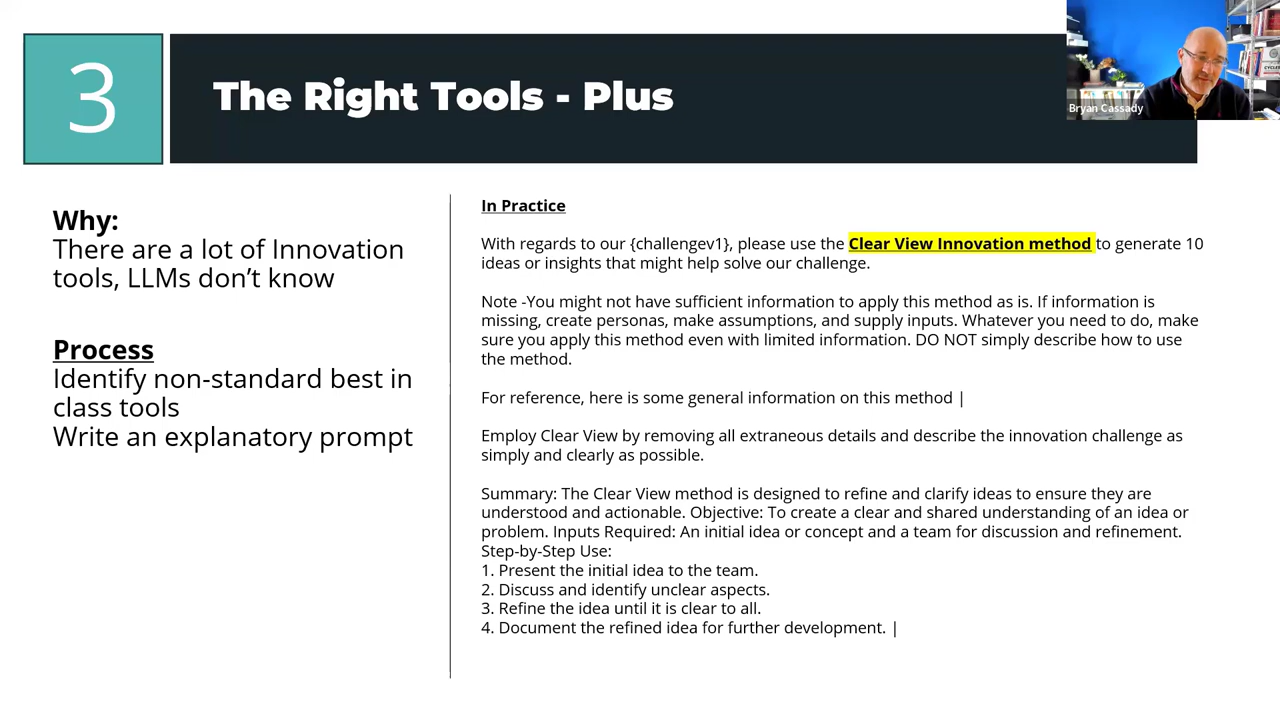 3
The Right Tools - Plus
Bryan Cassady
Why:
There are a lot of Innovation
tools, LLMs don’t know
Process
Identify non-standard best in
class tools
Write an explanatory prompt
In Practice
With regards to our {challengev1}, please use the Clear View Innovation method to generate 10
ideas or insights that might help solve our challenge.
Note -You might not have sufficient information to apply this method as is. If information is
missing, create personas, make assumptions, and supply inputs. Whatever you need to do, make
sure you apply this method even with limited information. DO NOT simply describe how to use
the method.
For reference, here is some general information on this method |
Employ Clear View by removing all extraneous details and describe the innovation challenge as
simply and clearly as possible.
Summary: The Clear View method is designed to refine and clarify ideas to ensure they are
understood and actionable. Objective: To create a clear and shared understanding of an idea or
problem. Inputs Required: An initial idea or concept and a team for discussion and refinement.
Step-by-Step Use:
1. Present the initial idea to the team.
2. Discuss and identify unclear aspects.
3. Refine the idea until it is clear to all.
4. Document the refined idea for further development. |